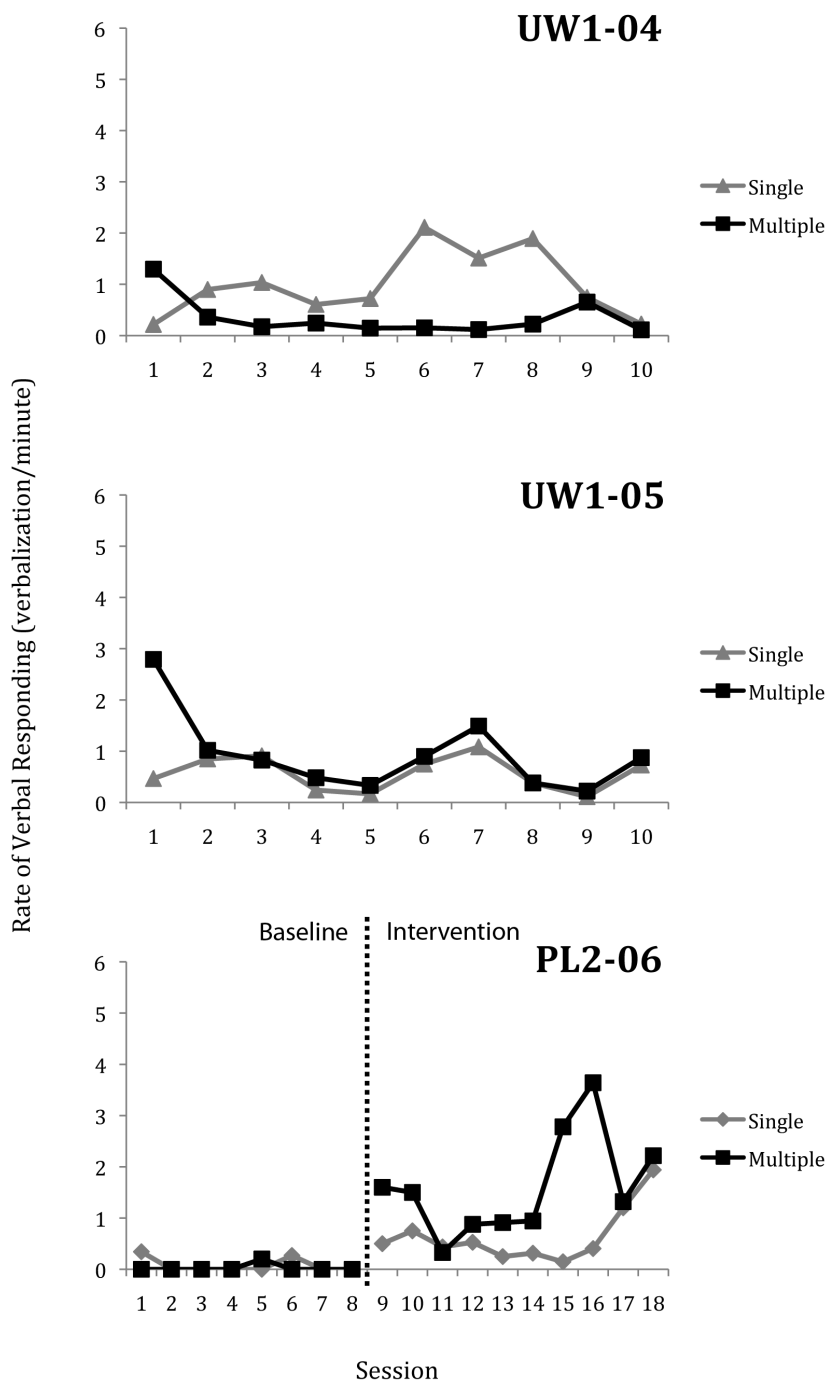 UW1-04
6
5
4
3
2
1
0
1 2 3 4 5 6 7 8 9 10
Single
Multiple
Rate of Verbal Responding (verbalization/minute)
UW1-05
6
5
4
3
2
1
0
1 2 3 4 5 6 7 8 9 10
Single
Multiple
Baseline Intervention
PL2-06
6
5
4
3
2
1
0
1 2 3 4 5 6 7 8 9 10 11 12 13 14 15 16 17 18
Single
Multiple
Session